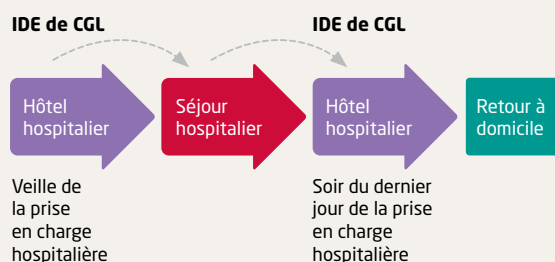 IDE de CGL
IDE de CGL
Hôtel
hospitalier
Séjour
hospitalier
Hôtel
hospitalier
Retour à
domicile
Veille de
la prise
en charge
hospitalière
Soir du dernier
jour de la prise
en charge
hospitalière